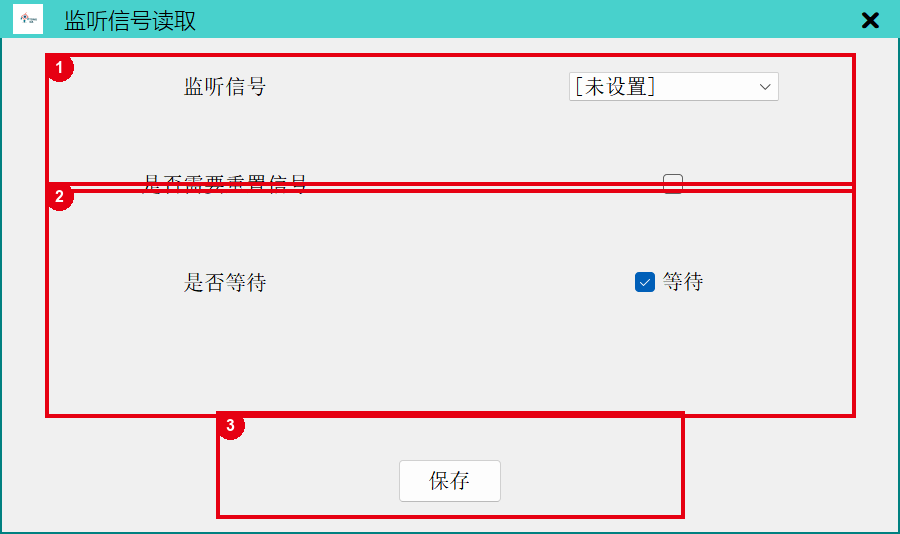 监听信号读取
1
监听信号 [未设置]
是否需要重置信号
2
是否等待 等待
3
保存